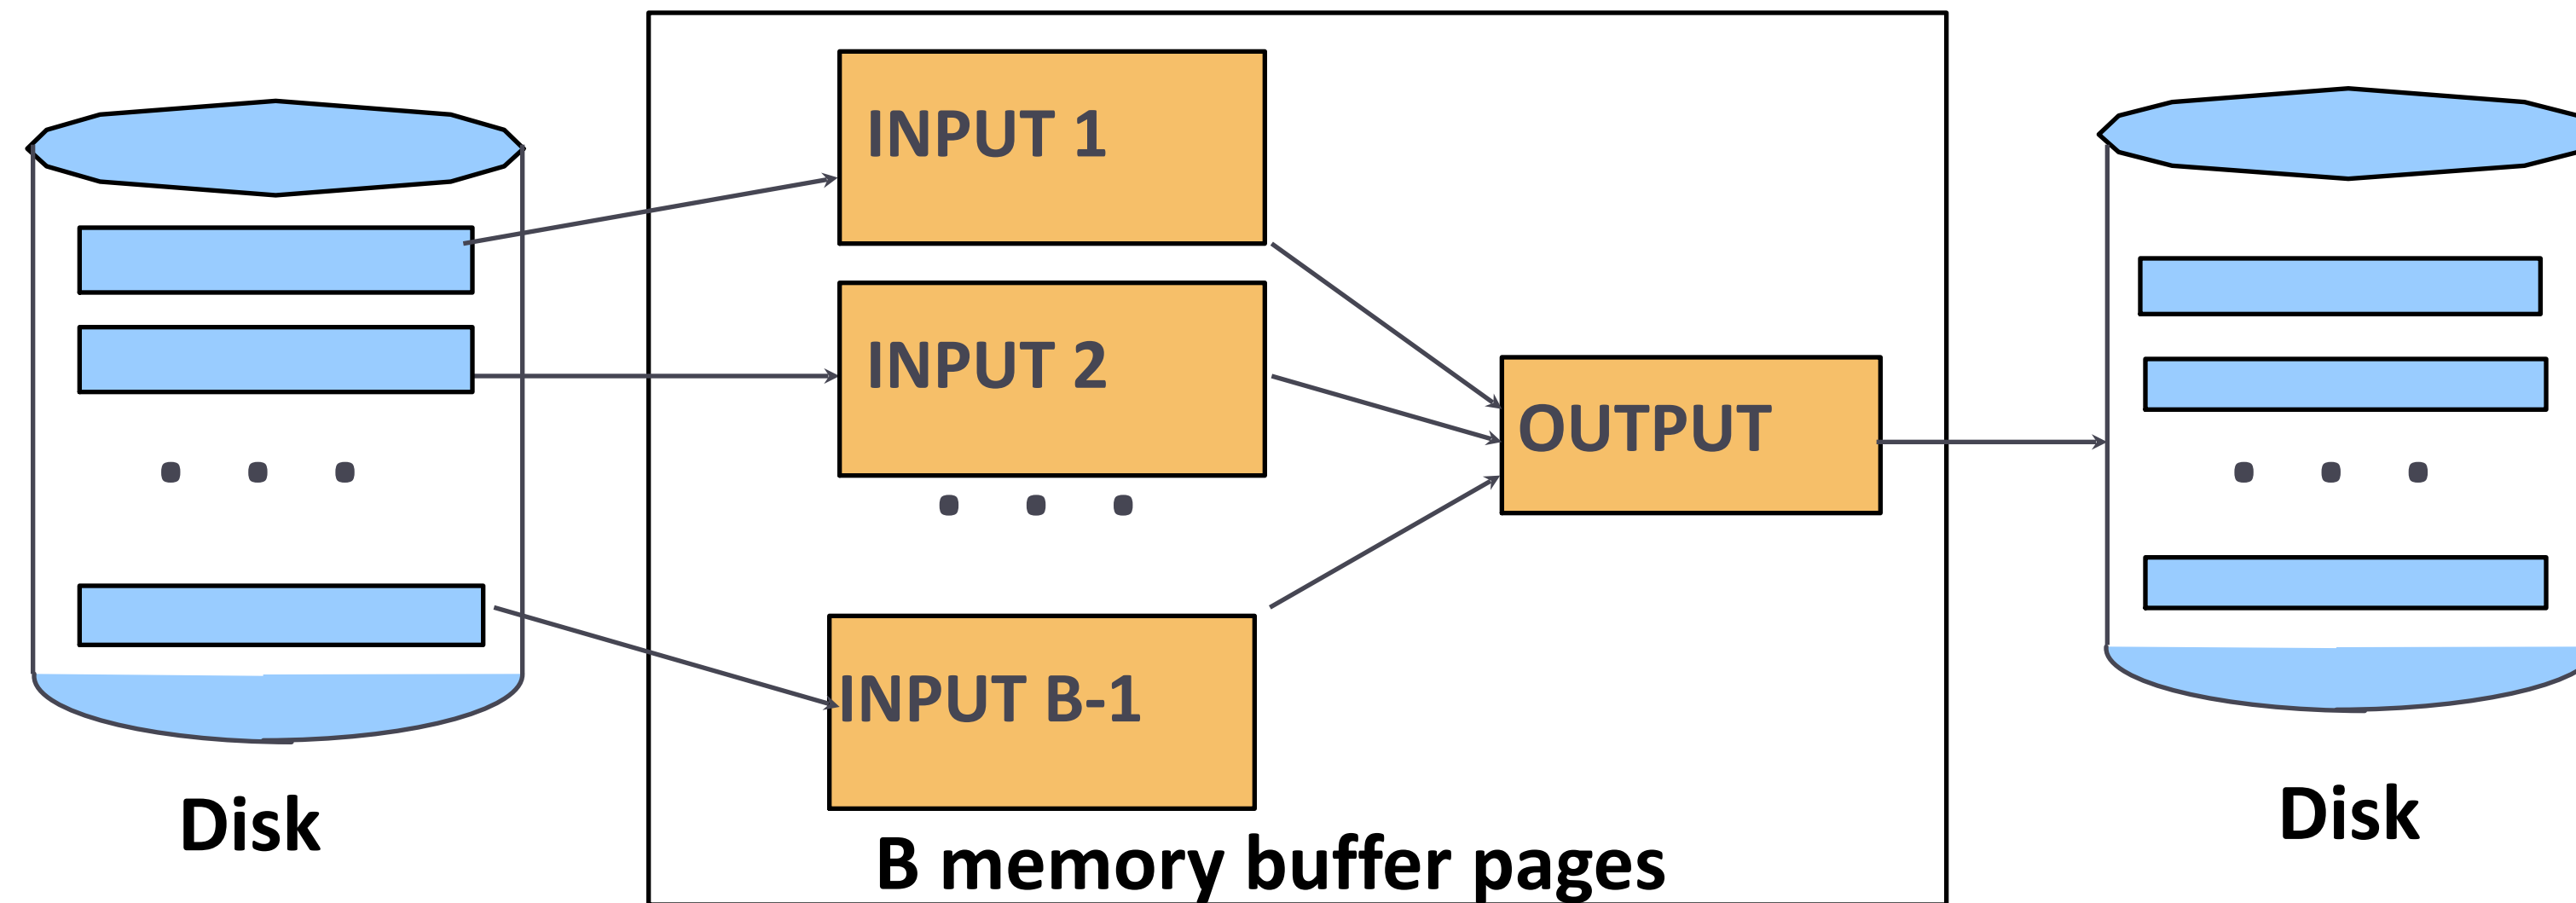 INPUT 1
INPUT 2
OUTPUT
INPUT B-1
Disk
B memory buffer pages
Disk